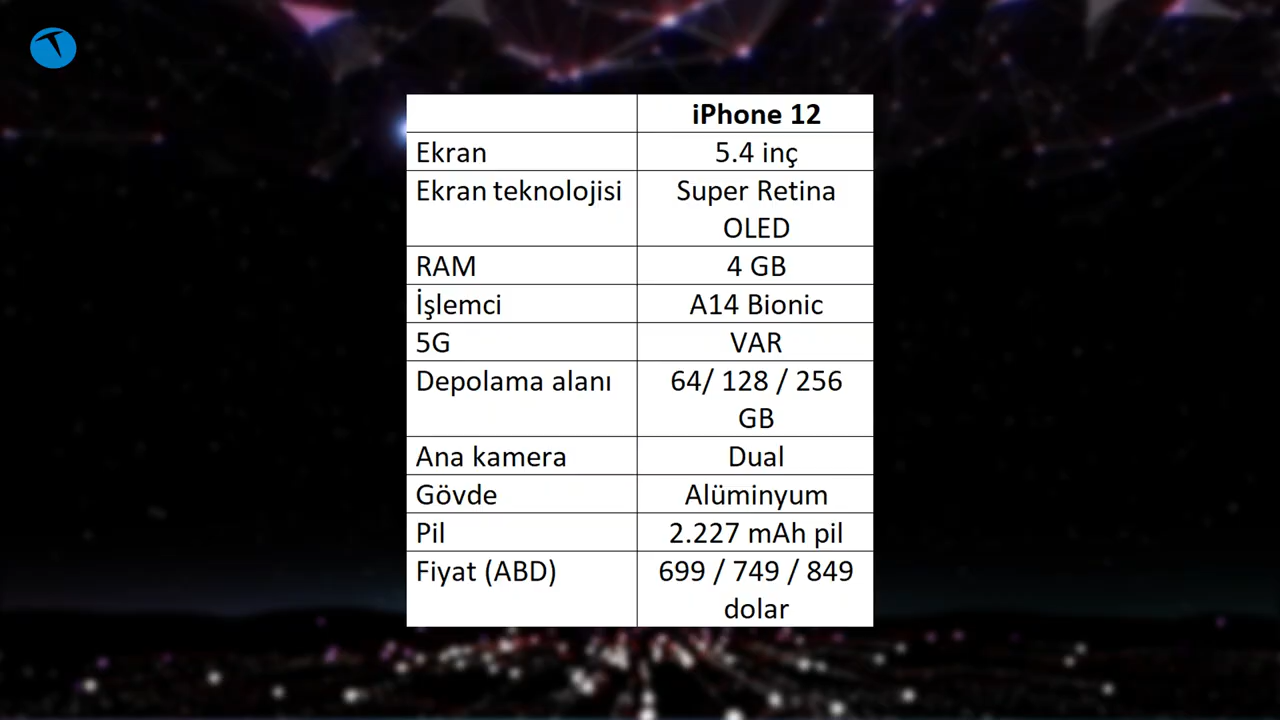 iPhone 12
Ekran 5.4 inç
Ekran teknolojisi Super Retina
OLED
RAM 4 GB
İşlemci A14 Bionic
5G VAR
Depolama alanı 64/ 128 / 256
GB
Ana kamera Dual
Gövde Alüminyum
Pil 2.227 mAh pil
Fiyat (ABD) 699 / 749 / 849
dolar